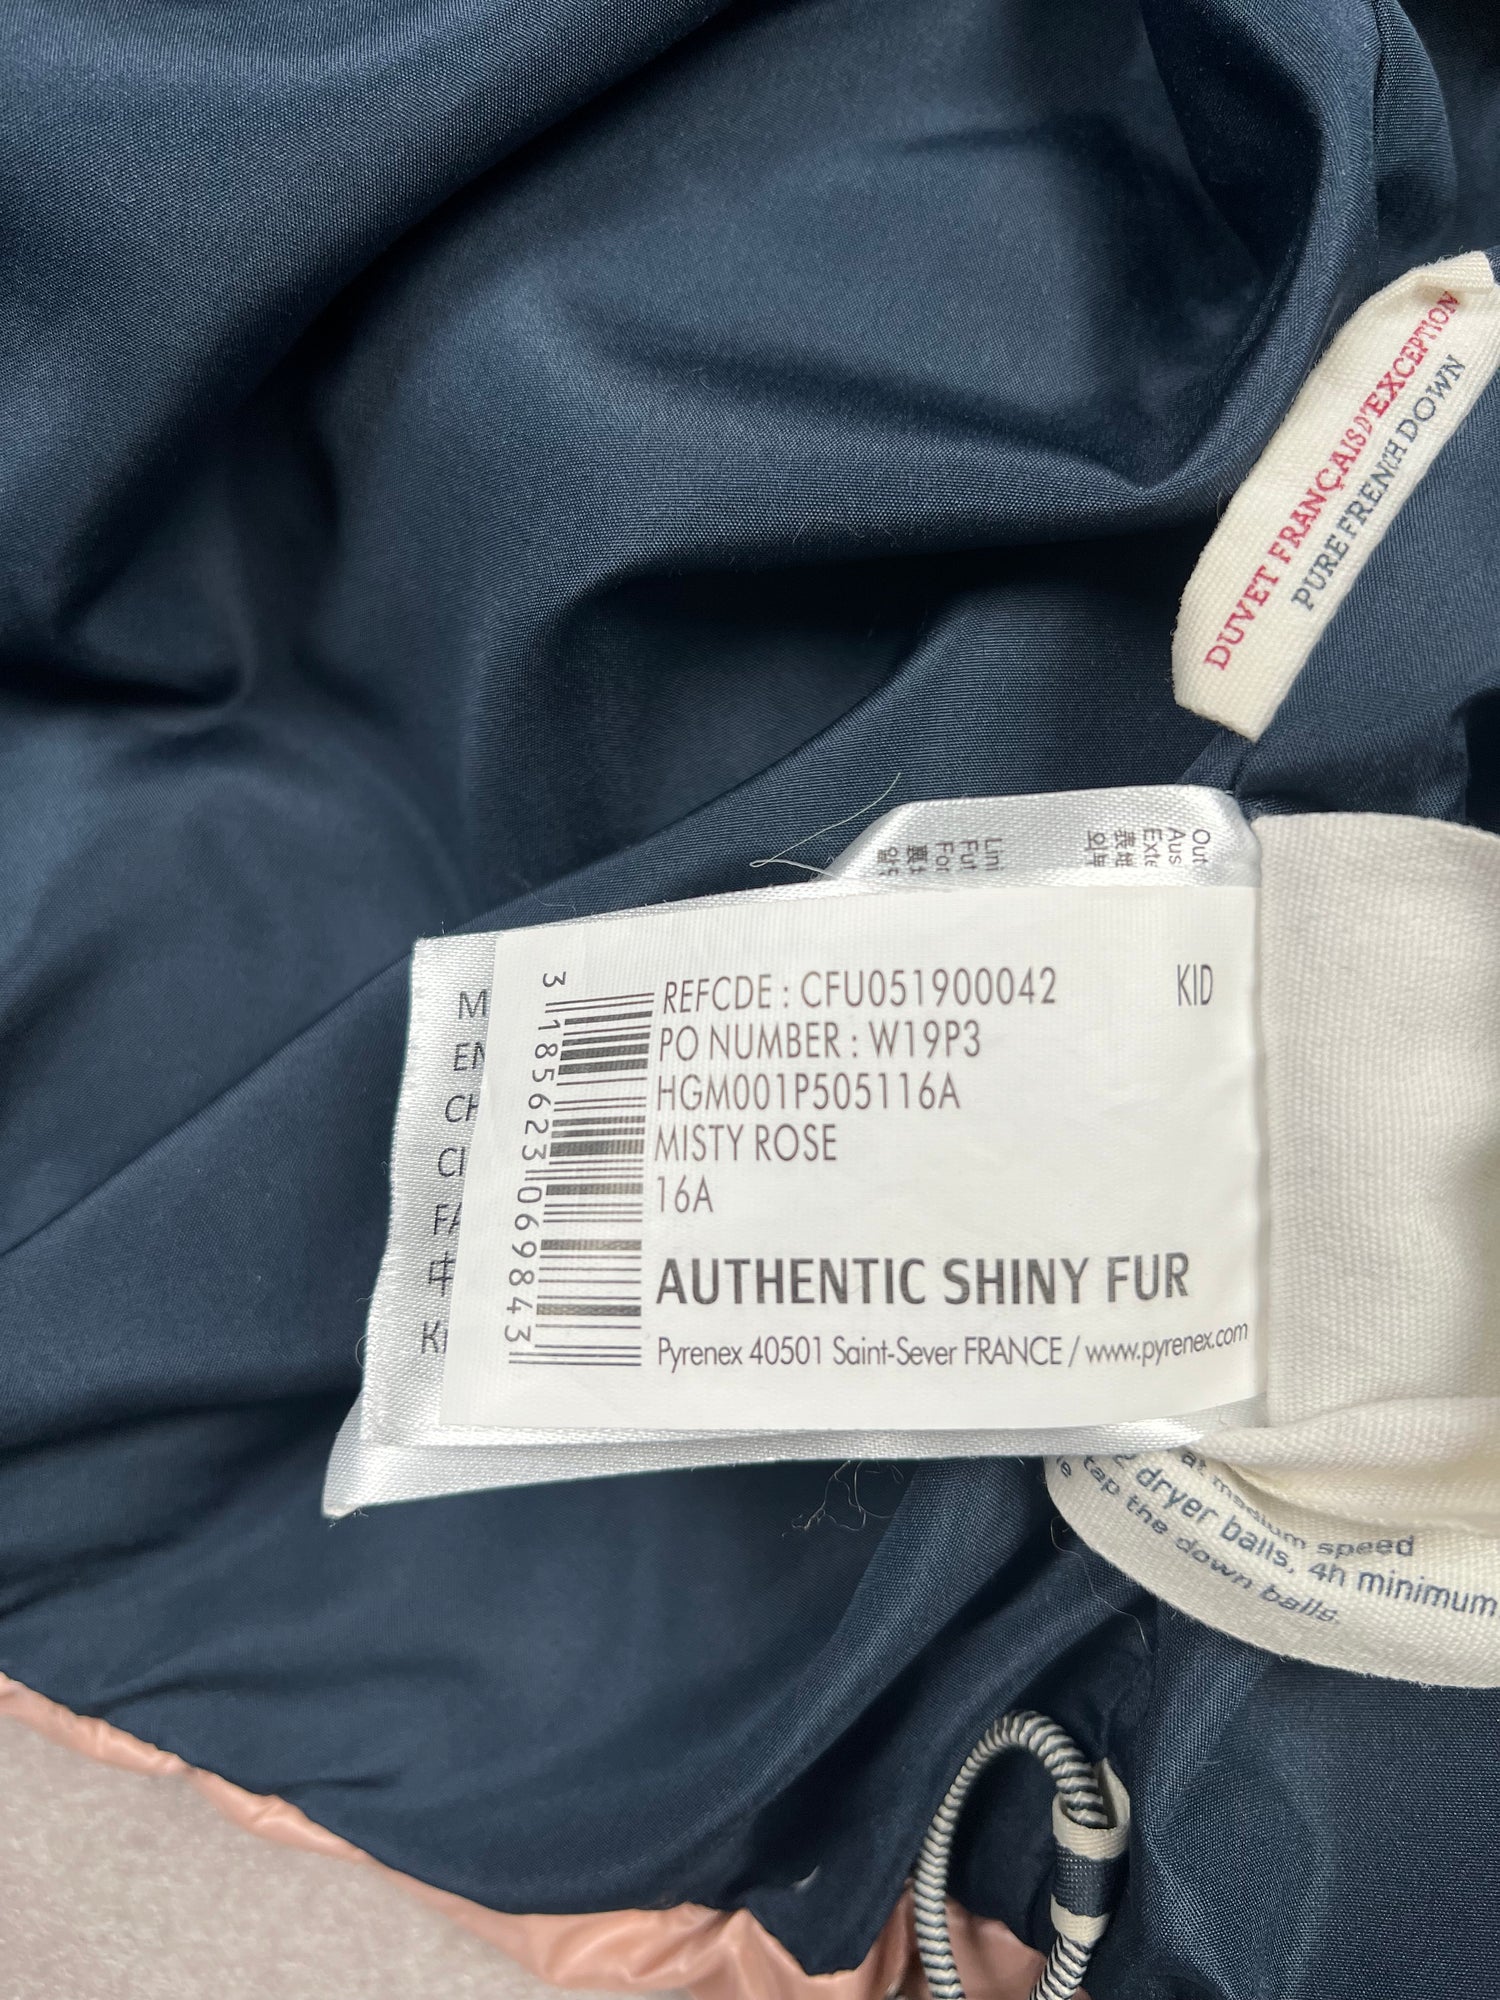 DUVET FRANÇAIS D'EXCEPTION
PURE FRENCH DOWN
KID
REFCDE : CFU051900042
PO NUMBER : W19P3
HGM001P505116A
MISTY ROSE
16A
AUTHENTIC SHINY FUR
Pyrenex 40501 Saint-Sever FRANCE / www.pyrenex.com
3 185623 069843
at medium speed
2 dryer balls, 4h minimum
tap the down balls.